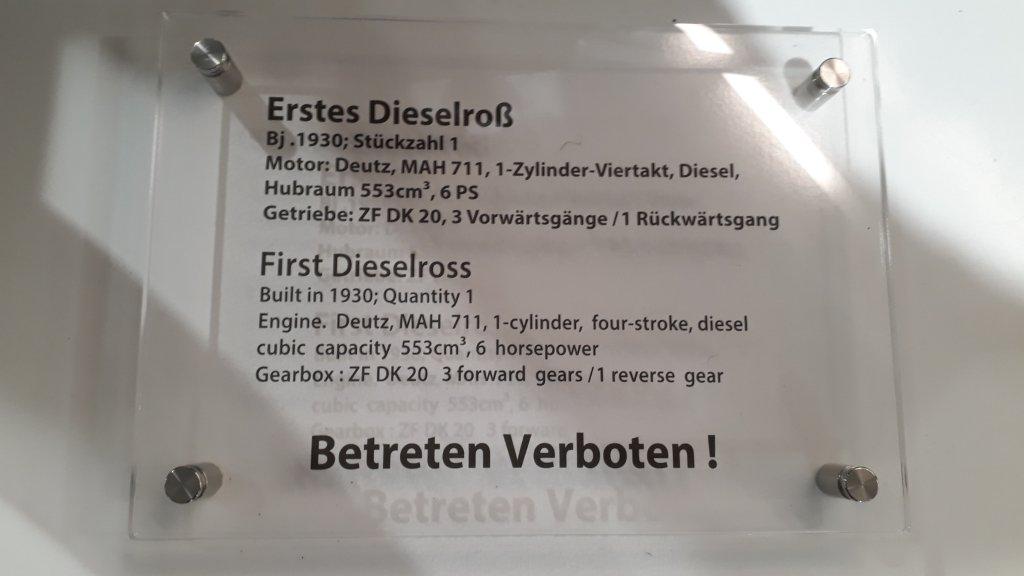 Erstes Dieselroß
Bj .1930; Stückzahl 1
Motor: Deutz, MAH 711, 1-Zylinder-Viertakt, Diesel,
Hubraum 553cm³, 6 PS
Getriebe: ZF DK 20, 3 Vorwärtsgänge / 1 Rückwärtsgang
First Dieselross
Built in 1930; Quantity 1
Engine. Deutz, MAH 711, 1-cylinder, four-stroke, diesel
cubic capacity 553cm³, 6 horsepower
Gearbox : ZF DK 20 3 forward gears / 1 reverse gear
Betreten Verboten !